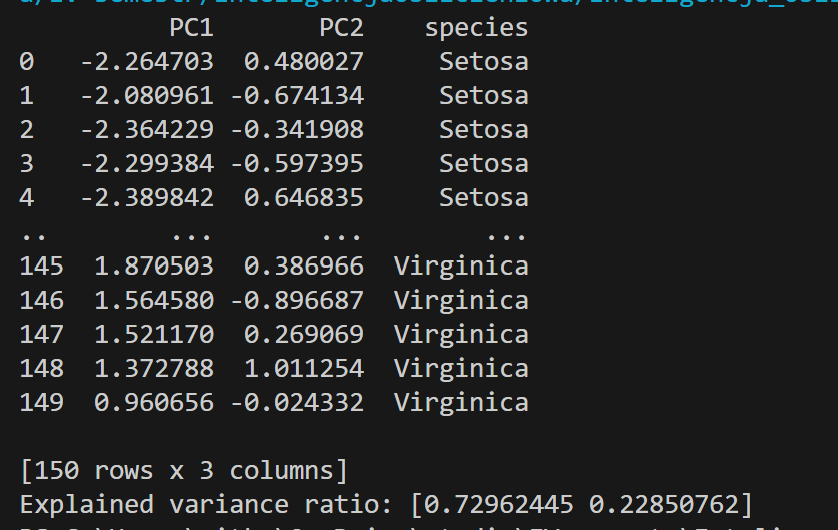 PC1 PC2 species
0 -2.264703 0.480027 Setosa
1 -2.080961 -0.674134 Setosa
2 -2.364229 -0.341908 Setosa
3 -2.299384 -0.597395 Setosa
4 -2.389842 0.646835 Setosa
.. ... ... ...
145 1.870503 0.386966 Virginica
146 1.564580 -0.896687 Virginica
147 1.521170 0.269069 Virginica
148 1.372788 1.011254 Virginica
149 0.960656 -0.024332 Virginica
[150 rows x 3 columns]
Explained variance ratio: [0.72962445 0.22850762]